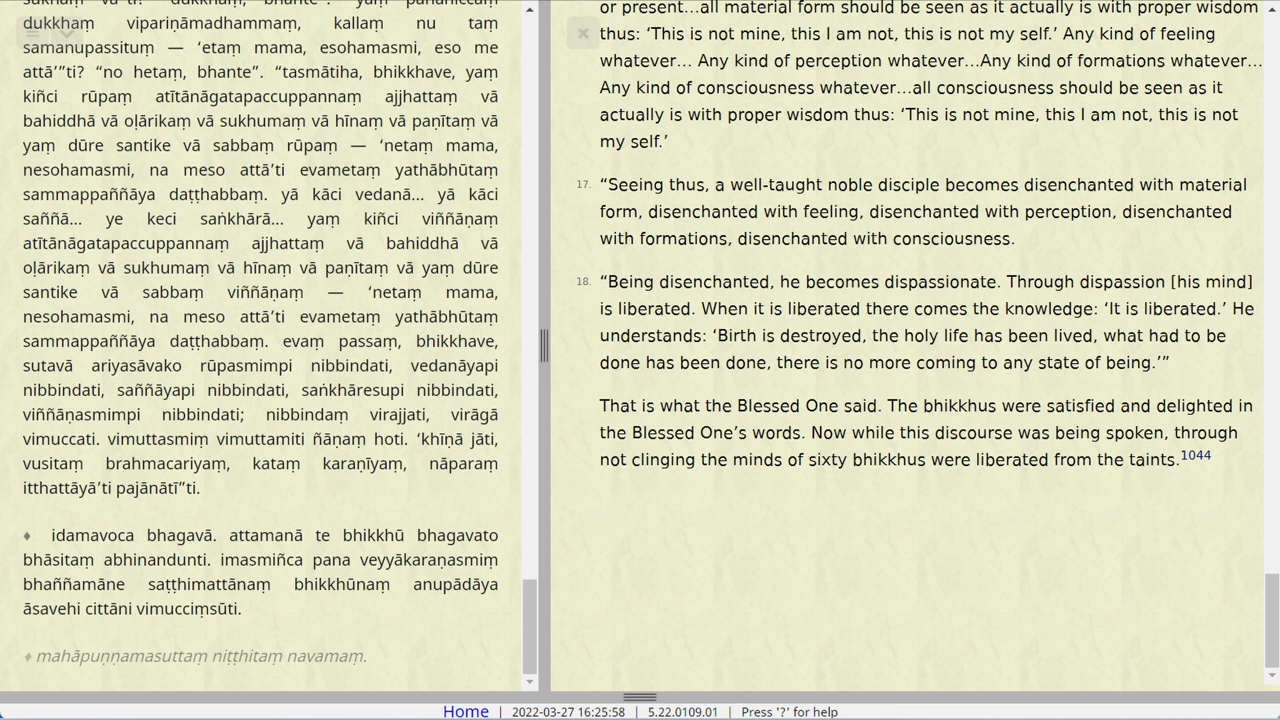 dukkhaṃ vipariṇāmadhammaṃ, kallaṃ nu taṃ
samanupassituṃ — ‘etaṃ mama, esohamasmi, eso me
attā’”ti? “no hetaṃ, bhante”. “tasmātiha, bhikkhave, yaṃ
kiñci rūpaṃ atītānāgatapaccuppannaṃ ajjhattaṃ vā
bahiddhā vā oḷārikaṃ vā sukhumaṃ vā hīnaṃ vā paṇītaṃ vā
yaṃ dūre santike vā sabbaṃ rūpaṃ — ‘netaṃ mama,
nesohamasmi, na meso attā’ti evametaṃ yathābhūtaṃ
sammappaññāya daṭṭhabbaṃ. yā kāci vedanā... yā kāci
saññā... ye keci saṅkhārā... yaṃ kiñci viññāṇaṃ
atītānāgatapaccuppannaṃ ajjhattaṃ vā bahiddhā vā
oḷārikaṃ vā sukhumaṃ vā hīnaṃ vā paṇītaṃ vā yaṃ dūre
santike vā sabbaṃ viññāṇaṃ — ‘netaṃ mama,
nesohamasmi, na meso attā’ti evametaṃ yathābhūtaṃ
sammappaññāya daṭṭhabbaṃ. evaṃ passaṃ, bhikkhave,
sutavā ariyasāvako rūpasmimpi nibbindati, vedanāyapi
nibbindati, saññāyapi nibbindati, saṅkhāresupi nibbindati,
viññāṇasmimpi nibbindati; nibbindaṃ virajjati, virāgā
vimuccati. vimuttasmiṃ vimuttamiti ñāṇaṃ hoti. ‘khīṇā jāti,
vusitaṃ brahmacariyaṃ, kataṃ karaṇīyaṃ, nāparaṃ
itthattāyā’ti pajānātī”ti.
♦ idamavoca bhagavā. attamanā te bhikkhū bhagavato
bhāsitaṃ abhinandunti. imasmiñca pana veyyākaraṇasmiṃ
bhaññamāne saṭṭhimattānaṃ bhikkhūnaṃ anupādāya
āsavehi cittāni vimucciṃsūti.
♦ mahāpuṇṇamasuttaṃ niṭṭhitaṃ navamaṃ.
or present…all material form should be seen as it actually is with proper wisdom
thus: ‘This is not mine, this I am not, this is not my self.’ Any kind of feeling
whatever… Any kind of perception whatever…Any kind of formations whatever…
Any kind of consciousness whatever…all consciousness should be seen as it
actually is with proper wisdom thus: ‘This is not mine, this I am not, this is not
my self.’
17. “Seeing thus, a well-taught noble disciple becomes disenchanted with material
form, disenchanted with feeling, disenchanted with perception, disenchanted
with formations, disenchanted with consciousness.
18. “Being disenchanted, he becomes dispassionate. Through dispassion [his mind]
is liberated. When it is liberated there comes the knowledge: ‘It is liberated.’ He
understands: ‘Birth is destroyed, the holy life has been lived, what had to be
done has been done, there is no more coming to any state of being.’”
That is what the Blessed One said. The bhikkhus were satisfied and delighted in
the Blessed One’s words. Now while this discourse was being spoken, through
not clinging the minds of sixty bhikkhus were liberated from the taints.1044
Home | 2022-03-27 16:25:58 | 5.22.0109.01 | Press '?' for help